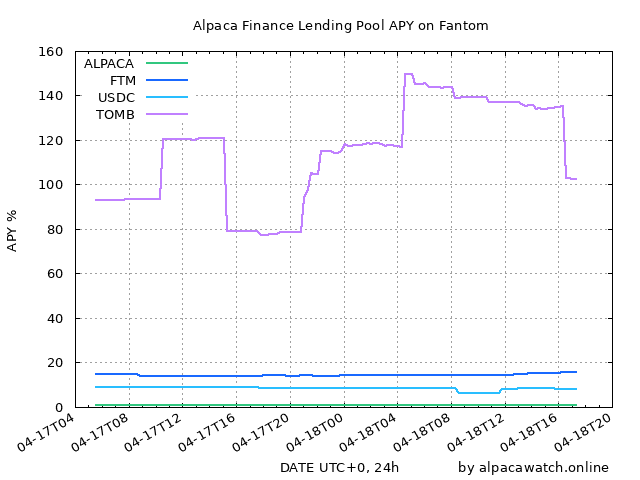 Alpaca Finance Lending Pool APY on Fantom
160
140
120
100
80
60
40
20
0
APY %
ALPACA
FTM
USDC
TOMB
04-17T04
04-17T08
04-17T12
04-17T16
04-17T20
04-18T00
04-18T04
04-18T08
04-18T12
04-18T16
04-18T20
DATE UTC+0, 24h
by alpacawatch.online